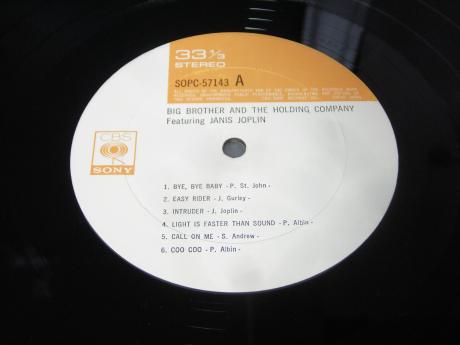 33 1/3
STEREO
SOPC-57143 A
BIG BROTHER AND THE HOLDING COMPANY
Featuring JANIS JOPLIN
CBS
SONY
1. BYE, BYE BABY - P. St. John -
2. EASY RIDER - J. Gurley -
3. INTRUDER - J. Joplin -
4. LIGHT IS FASTER THAN SOUND - P. Albin -
5. CALL ON ME - S. Andrew -
6. COO COO - P. Albin -